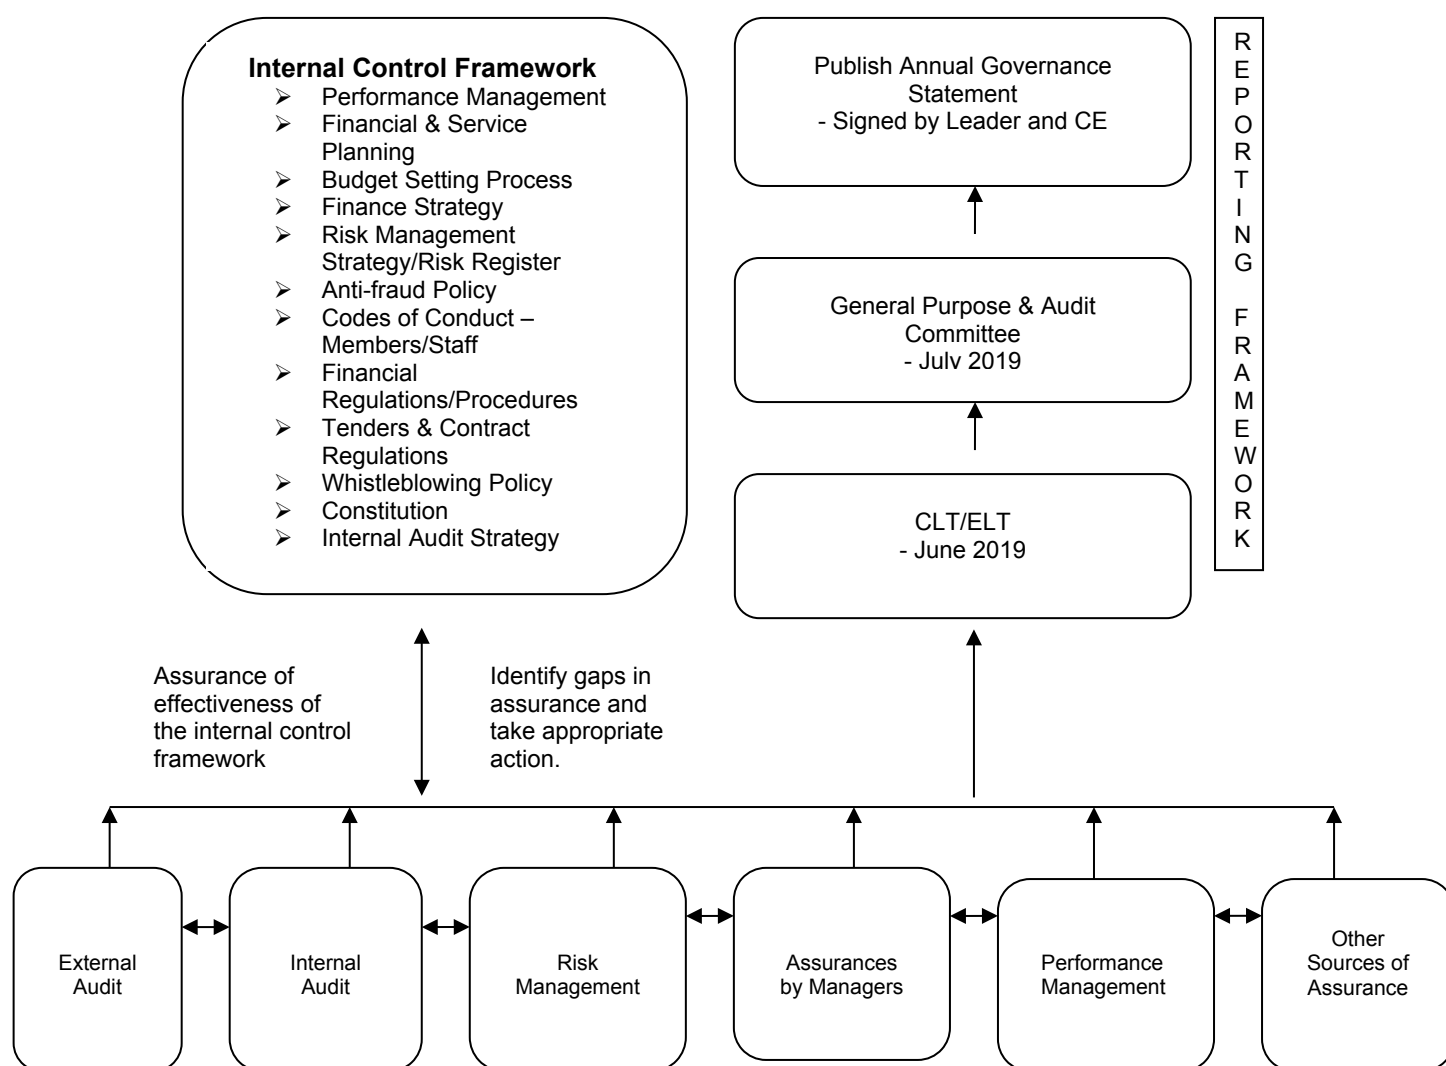 Internal Control Framework
➢ Performance Management
➢ Financial & Service
Planning
➢ Budget Setting Process
➢ Finance Strategy
➢ Risk Management
Strategy/Risk Register
➢ Anti-fraud Policy
➢ Codes of Conduct –
Members/Staff
➢ Financial
Regulations/Procedures
➢ Tenders & Contract
Regulations
➢ Whistleblowing Policy
➢ Constitution
➢ Internal Audit Strategy
Publish Annual Governance
Statement
- Signed by Leader and CE
General Purpose & Audit
Committee
- July 2019
CLT/ELT
- June 2019
R
E
P
O
R
T
I
N
G
F
R
A
M
E
W
O
R
K
Assurance of
effectiveness of
the internal control
framework
Identify gaps in
assurance and
take appropriate
action.
External
Audit
Internal
Audit
Risk
Management
Assurances
by Managers
Performance
Management
Other
Sources of
Assurance